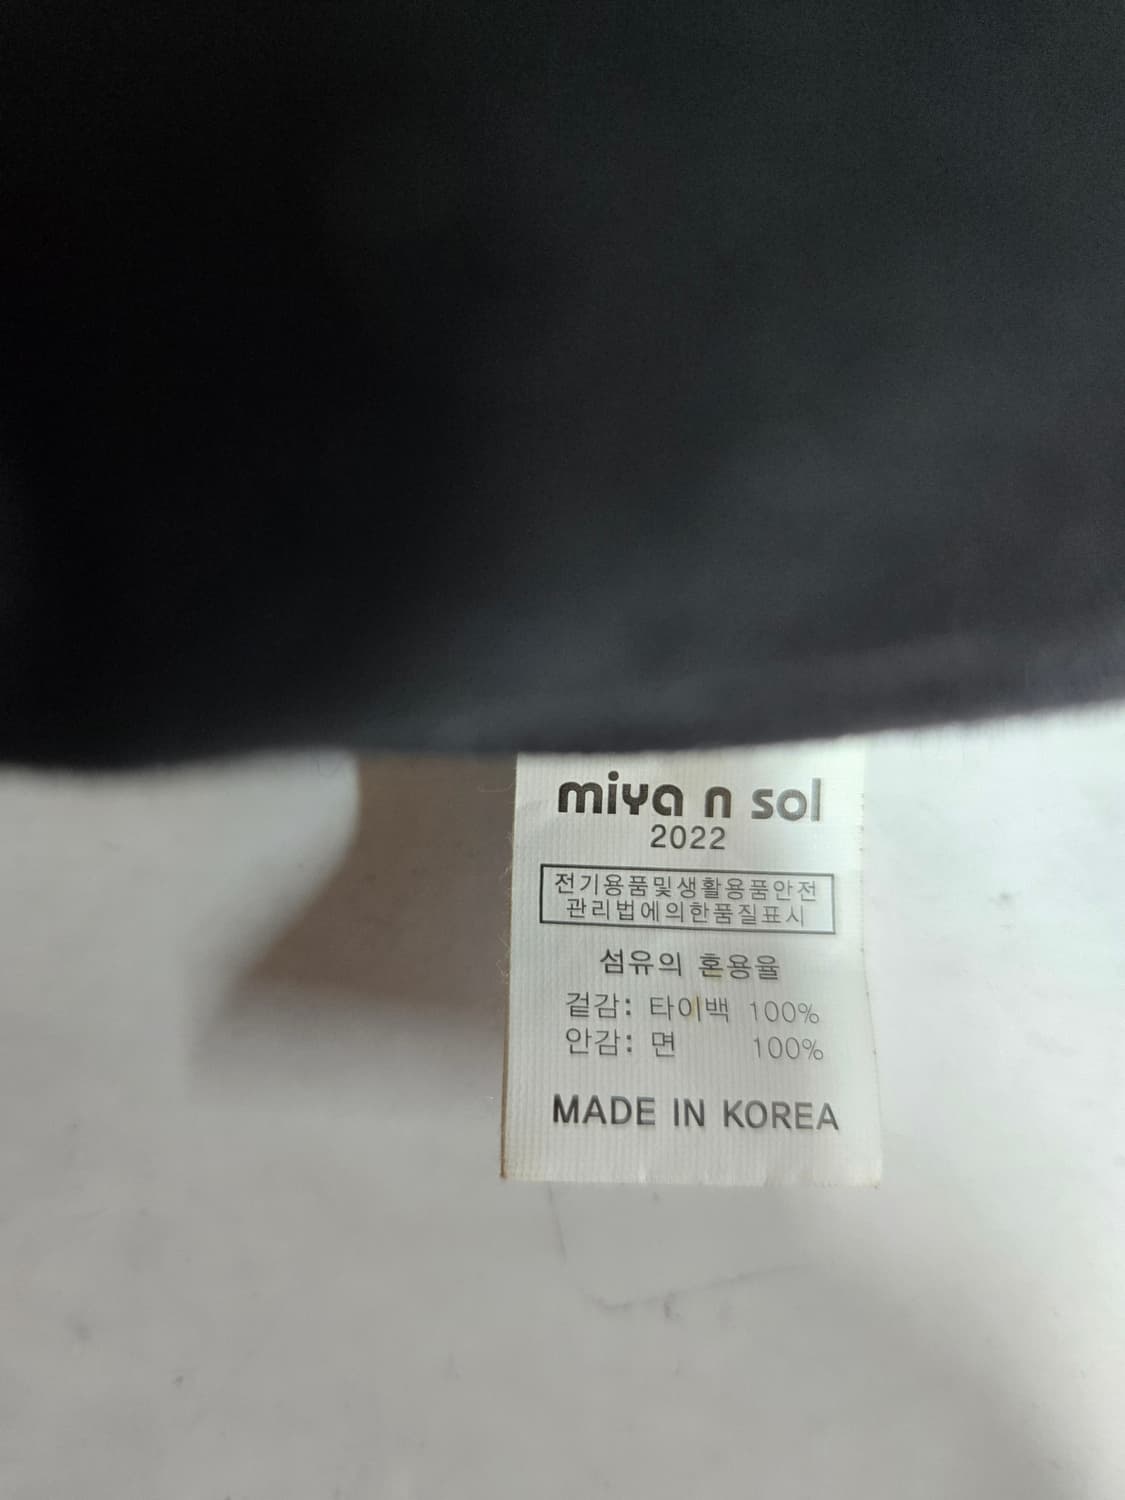 miya n sol
2022
전기용품및생활용품안전
관리법에의한품질표시
섬유의 혼용율
겉감: 타이벡 100%
안감: 면 100%
MADE IN KOREA